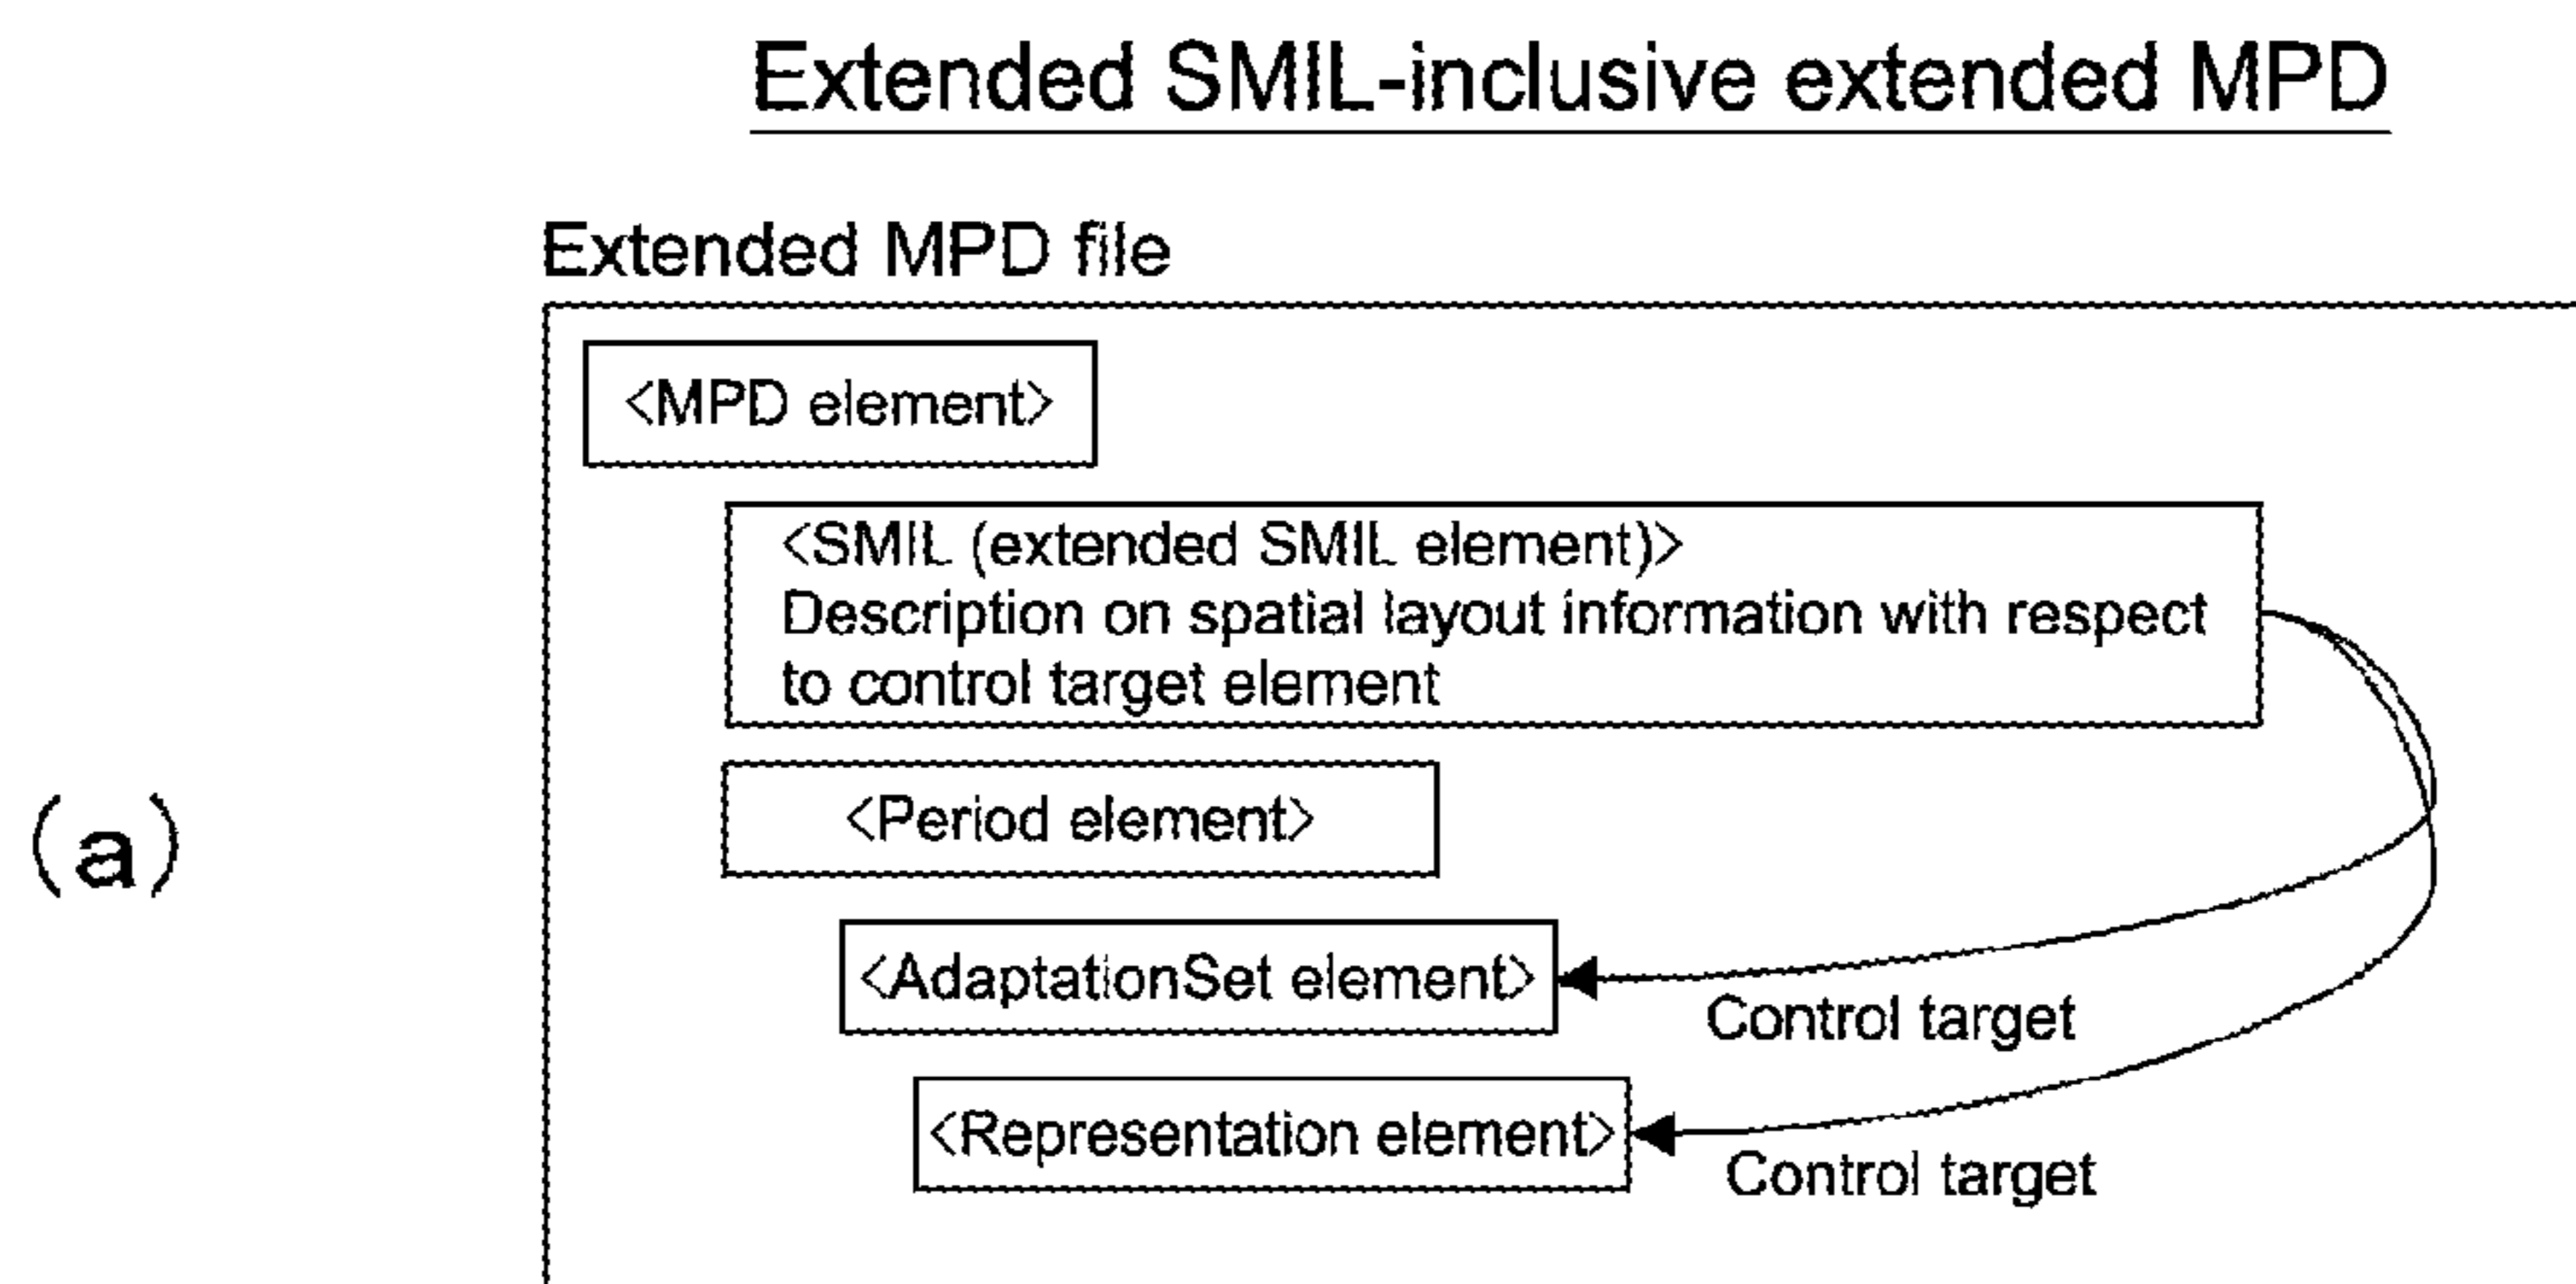 Extended SMIL-inclusive extended MPD
Extended MPD file
<MPD element>
<SMIL (extended SMIL element)>
Description on spatial layout information with respect
to control target element
<Period element>
(a)
<AdaptationSet element>
Control target
<Representation element>
Control target